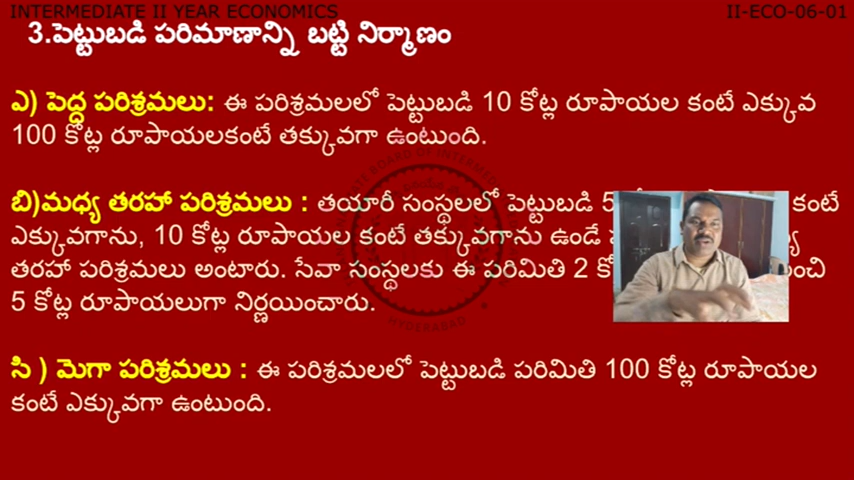 INTERMEDIATE II YEAR ECONOMICS
II-ECO-06-01
3.పెట్టుబడి పరిమాణాన్ని బట్టి నిర్మాణం
ఎ) పెద్ధ పరిశ్రమలు: ఈ పరిశ్రమలలో పెట్టుబడి 10 కోట్ల రూపాయల కంటే ఎక్కువ
100 కోట్ల రూపాయలకంటే తక్కువగా ఉంటుంది.
బి)మధ్య తరహా పరిశ్రమలు : తయారీ సంస్థలలో పెట్టుబడి 5 కంటే
ఎక్కువగాను, 10 కోట్ల రూపాయల కంటే తక్కువగాను ఉండే
తరహా పరిశ్రమలు అంటారు. సేవా సంస్థలకు ఈ పరిమితి 2
5 కోట్ల రూపాయలుగా నిర్ణయించారు.
సి ) మెగా పరిశ్రమలు : ఈ పరిశ్రమలలో పెట్టుబడి పరిమితి 100 కోట్ల రూపాయల
కంటే ఎక్కువగా ఉంటుంది.
HYDERABAD